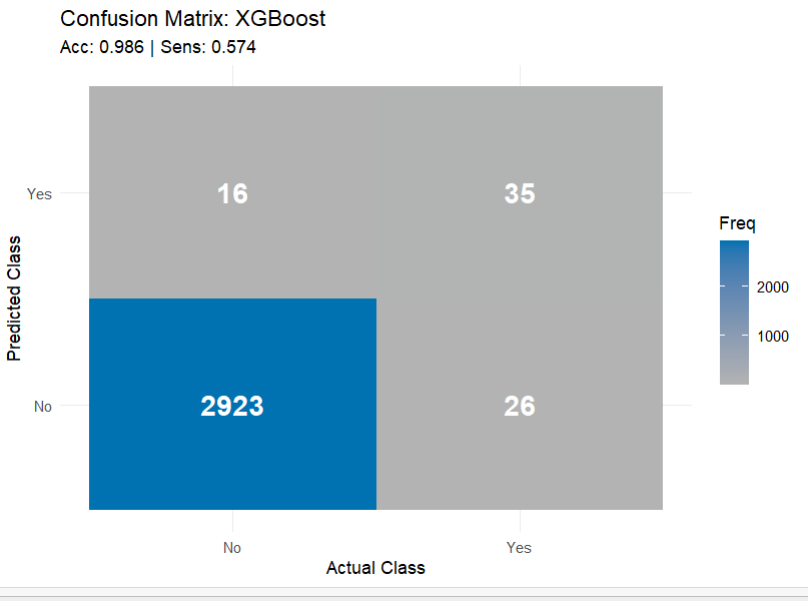 Confusion Matrix: XGBoost
Acc: 0.986 | Sens: 0.574
Yes
16
35
Predicted Class
No
2923
26
No
Yes
Actual Class
Freq
2000
1000